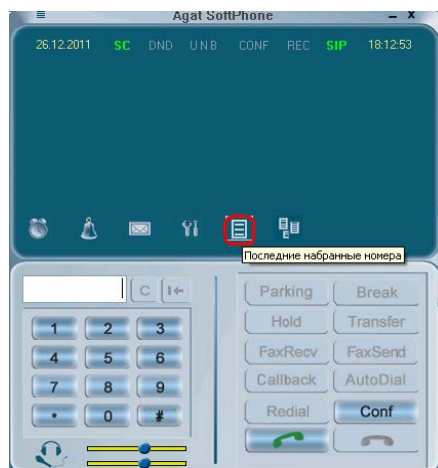 Agat SoftPhone
26.12.2011 SC DND UNB CONF REC SIP 18:12:53
Последние набранные номера
C
Parking Break
1 2 3 Hold Transfer
4 5 6 FaxRecv FaxSend
7 8 9 Callback AutoDial
* 0 # Redial Conf